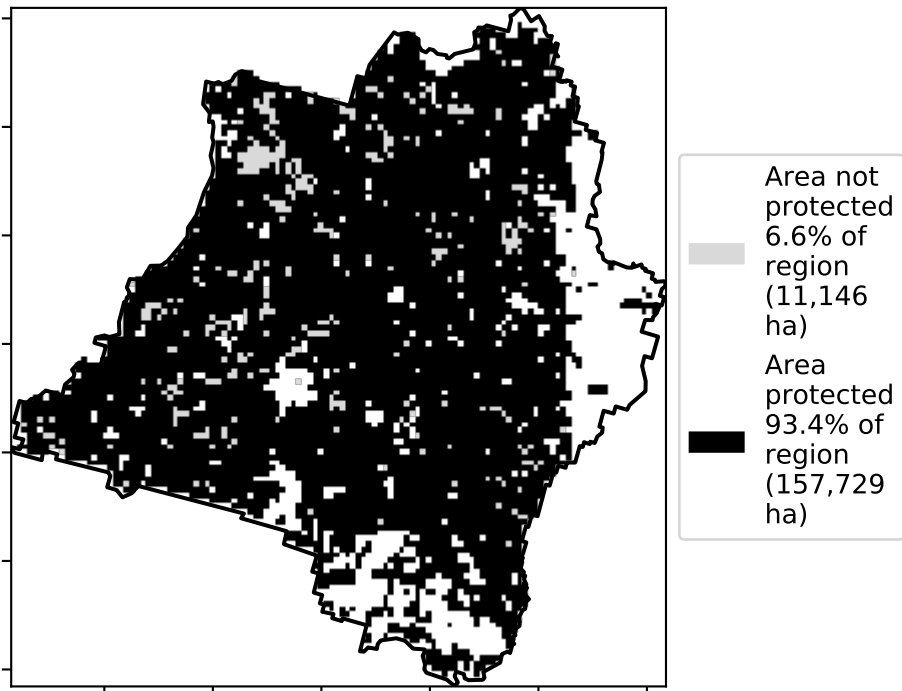 Area not
protected
6.6% of
region
(11,146
ha)
Area
protected
93.4% of
region
(157,729
ha)